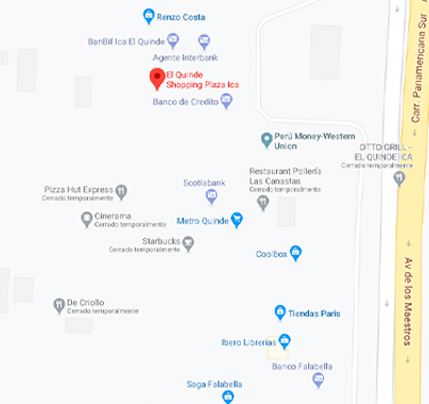 Renzo Costa
BanBif Ica El Quinde
Agente Interbank
El Quinde
Shopping Plaza Ica
Banco de Credito
Carr. Panamericana Sur
Perú Money-Western
Union
OTTO GRILL -
EL QUINDE ICA
Cerrado temporalmente
Restaurant Pollería
Las Canastas
Cerrado temporalmente
Scotiabank
Pizza Hut Express
Cerrado temporalmente
Cinerama
Cerrado temporalmente
Metro Quinde
Starbucks
Cerrado temporalmente
Coolbox
Av de los Maestros
De Criollo
Cerrado temporalmente
Tiendas Paris
Ibero Librerías
Banco Falabella
Saga Falabella